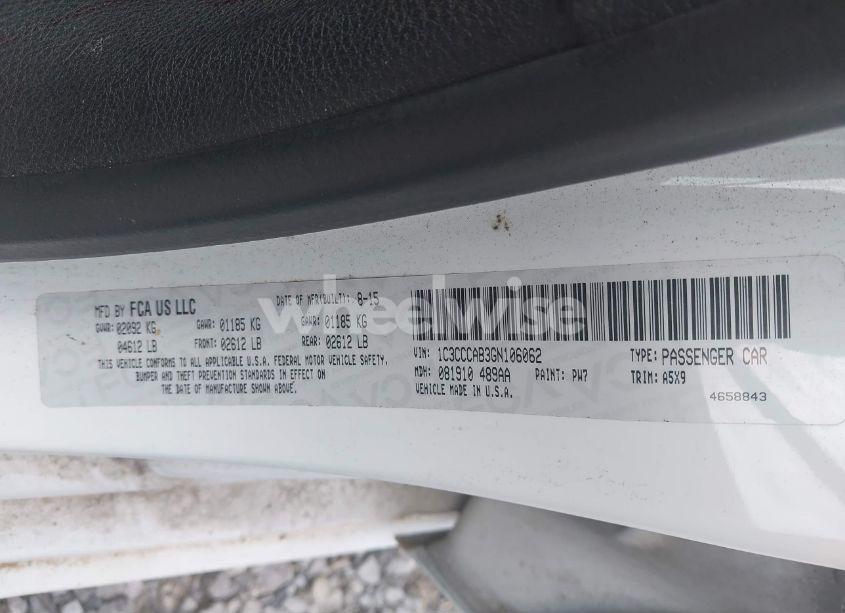 MFD BY FCA US LLC DATE OF MFR(BUILT): 8-15
GVWR: 02092 KG GAWR: 01185 KG GAWR: 01185 KG
04612 LB FRONT: 02612 LB REAR: 02612 LB
THIS VEHICLE CONFORMS TO ALL APPLICABLE U.S.A. FEDERAL MOTOR VEHICLE SAFETY,
BUMPER AND THEFT PREVENTION STANDARDS IN EFFECT ON
THE DATE OF MANUFACTURE SHOWN ABOVE.
VIN: 1C3CCCAB3GN106062 TYPE: PASSENGER CAR
MDH: 081910 489AA PAINT: PW7 TRIM: A5X9
VEHICLE MADE IN U.S.A. 4658843
wheelwise